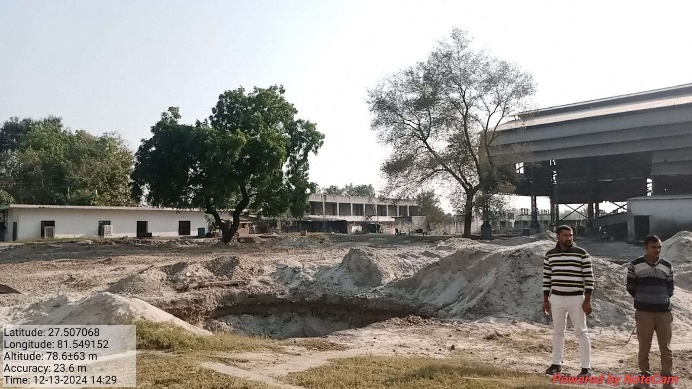 Latitude: 27.507068
Longitude: 81.549152
Altitude: 78.6±63 m
Accuracy: 23.6 m
Time: 12-13-2024 14:29
Powered by NoteCam